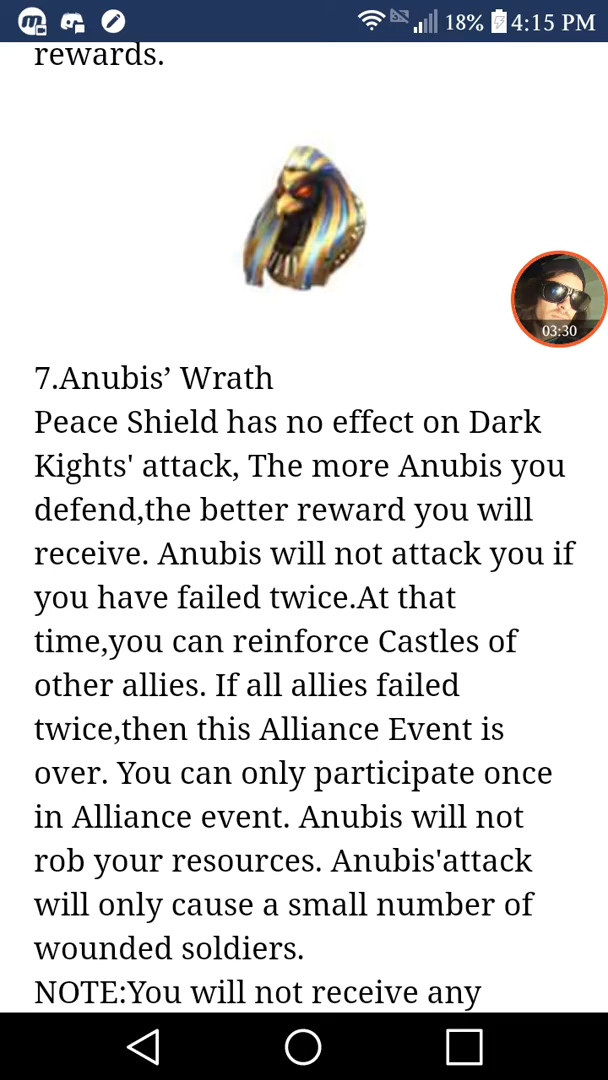 18% 4:15 PM
rewards.
03:30
7.Anubis’ Wrath
Peace Shield has no effect on Dark
Kights' attack, The more Anubis you
defend,the better reward you will
receive. Anubis will not attack you if
you have failed twice.At that
time,you can reinforce Castles of
other allies. If all allies failed
twice,then this Alliance Event is
over. You can only participate once
in Alliance event. Anubis will not
rob your resources. Anubis'attack
will only cause a small number of
wounded soldiers.
NOTE:You will not receive any